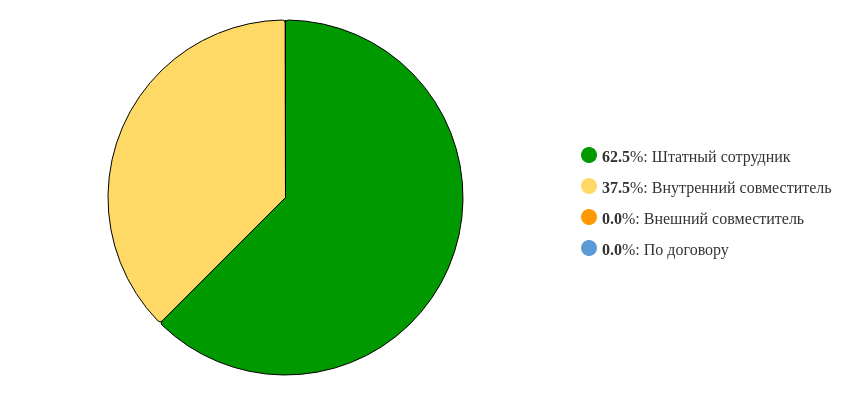 62.5%: Штатный сотрудник
37.5%: Внутренний совместитель
0.0%: Внешний совместитель
0.0%: По договору